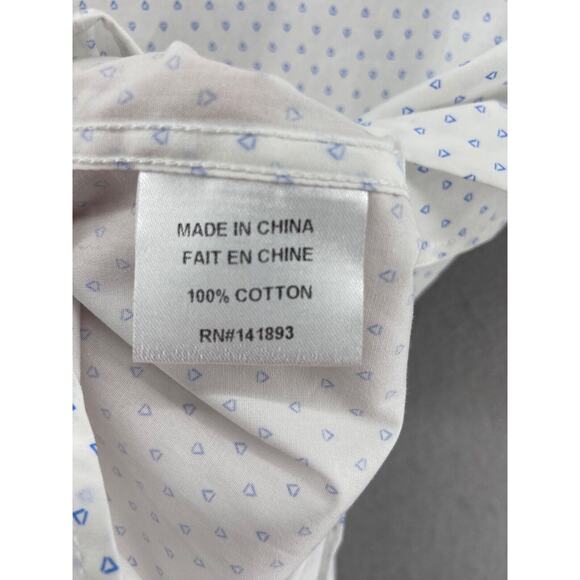 MADE IN CHINA
FAIT EN CHINE
100% COTTON
RN#141893